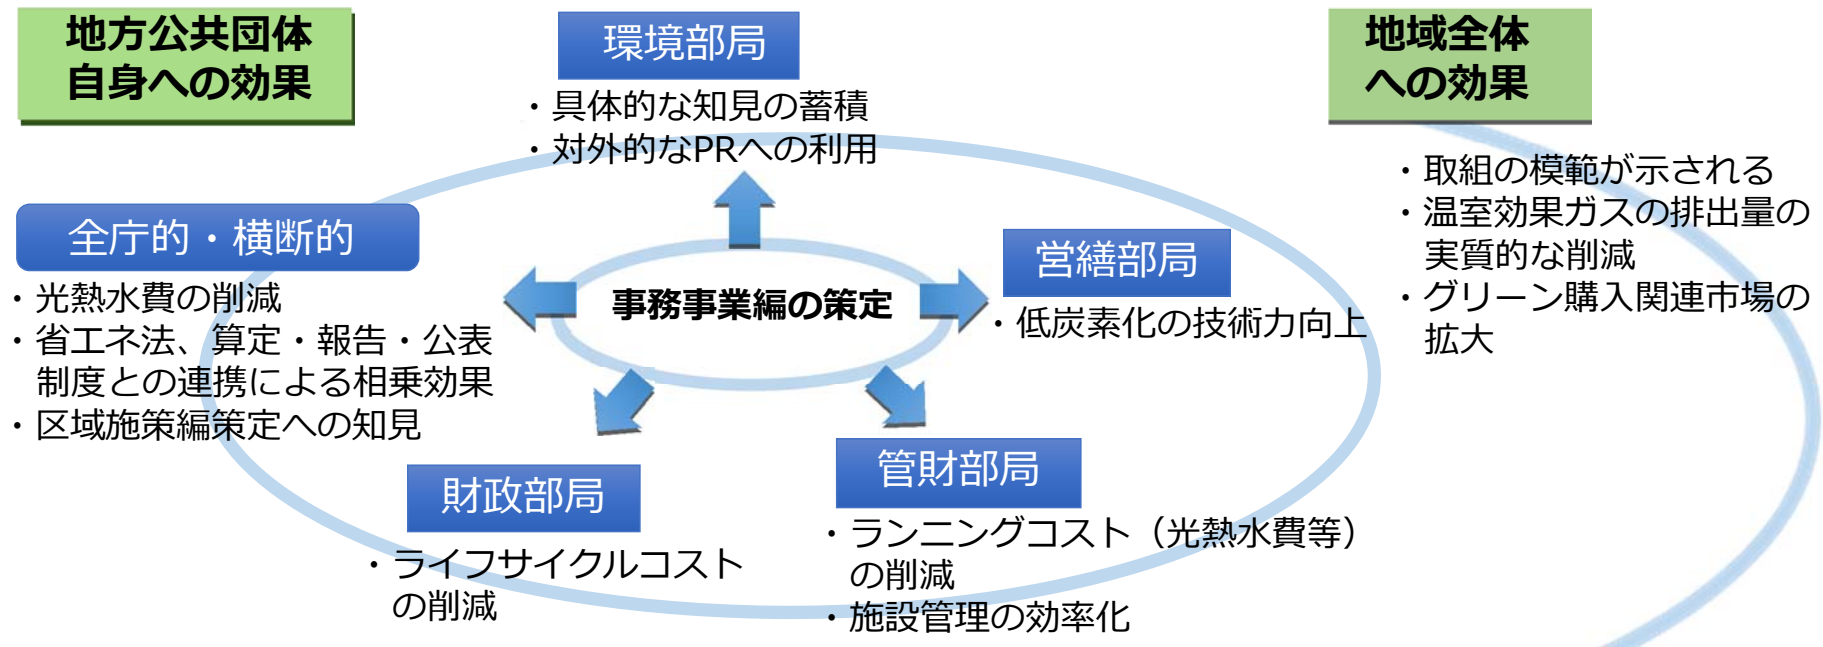 地方公共団体
自身への効果
環境部局
・具体的な知見の蓄積
・対外的なPRへの利用
地域全体
への効果
・取組の模範が示される
・温室効果ガスの排出量の
実質的な削減
・グリーン購入関連市場の
拡大
全庁的・横断的
・光熱水費の削減
・省エネ法、算定・報告・公表
制度との連携による相乗効果
・区域施策編策定への知見
事務事業編の策定
営繕部局
・低炭素化の技術力向上
財政部局
・ライフサイクルコスト
の削減
管財部局
・ランニングコスト（光熱水費等）
の削減
・施設管理の効率化